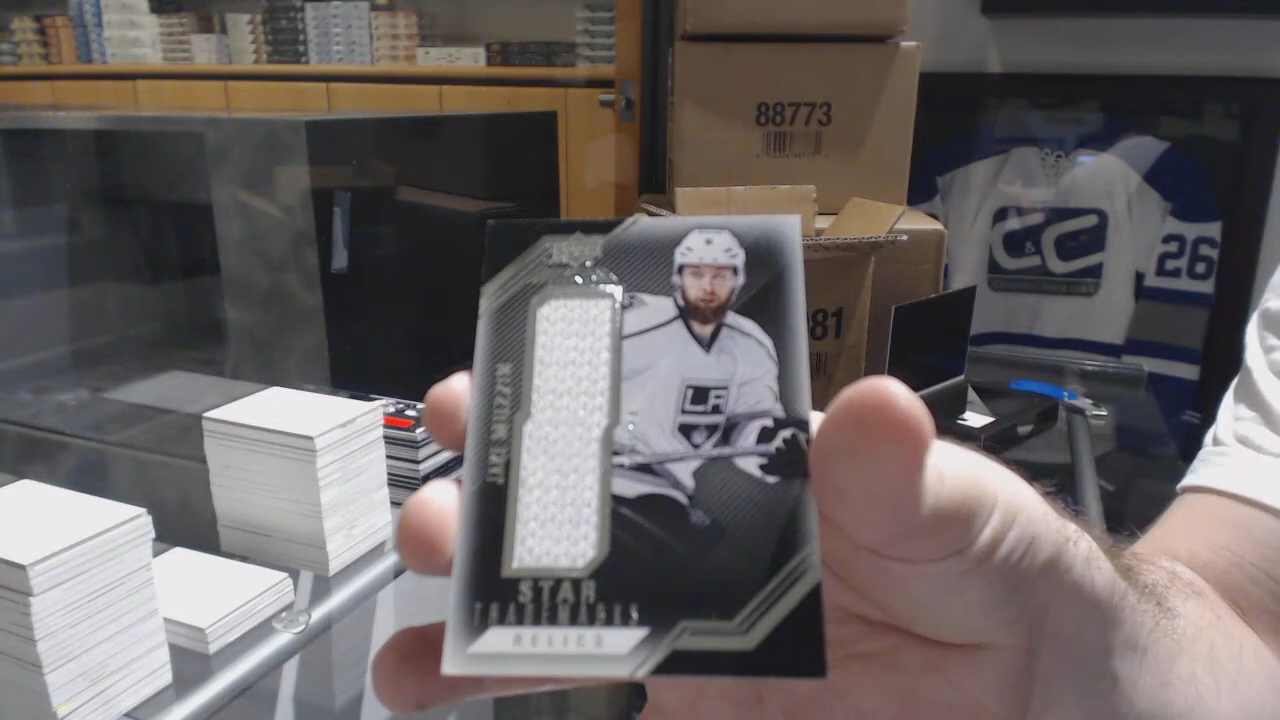 88773
C&C
26
81
JAKE MUZZIN
LA
STAR
TRADEMARKS
RELICS